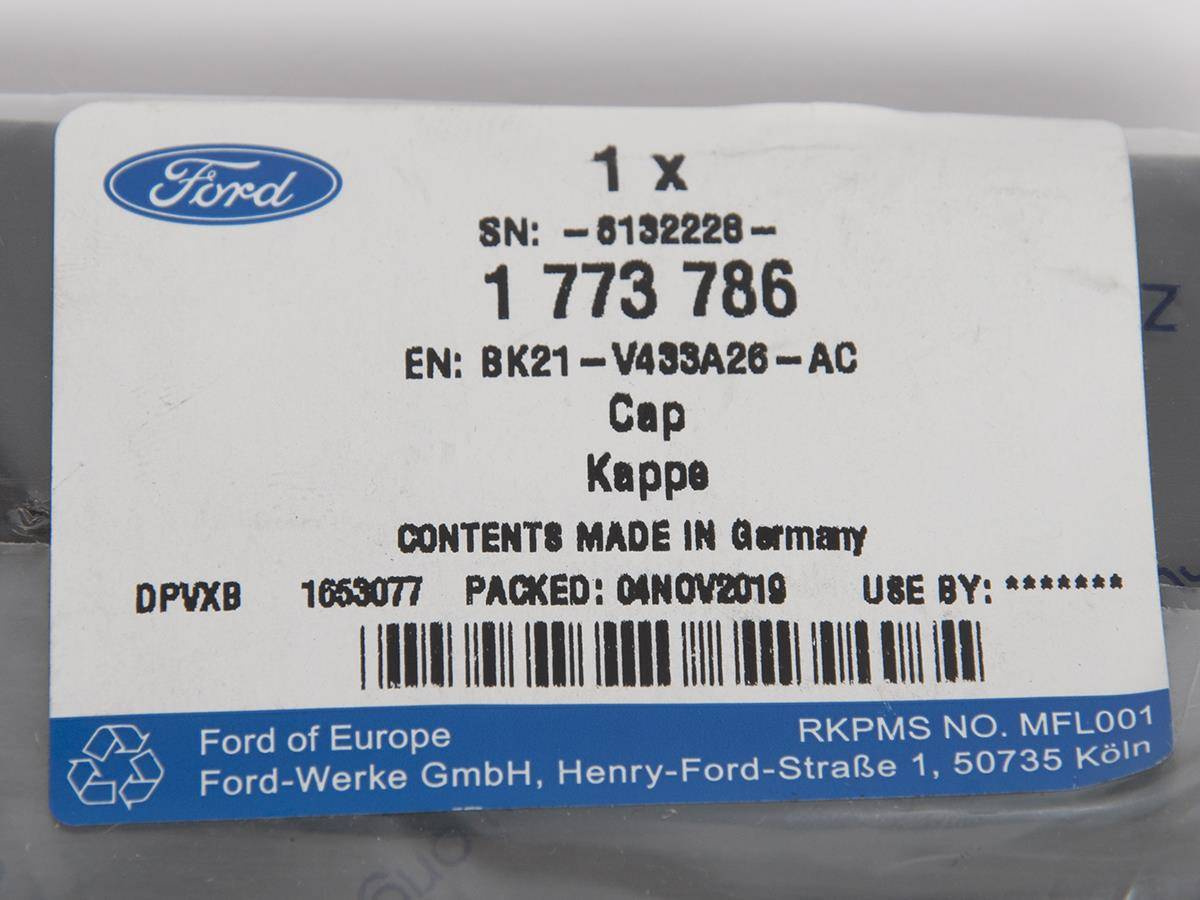 Ford
1 x
SN: -6132226-
1 773 786
EN: BK21-V433A26-AC
Cap
Kappe
CONTENTS MADE IN Germany
DPVXB 1653077 PACKED: 04NOV2019 USE BY: *******
Ford of Europe
RKPMS NO. MFL001
Ford-Werke GmbH, Henry-Ford-Straße 1, 50735 Köln